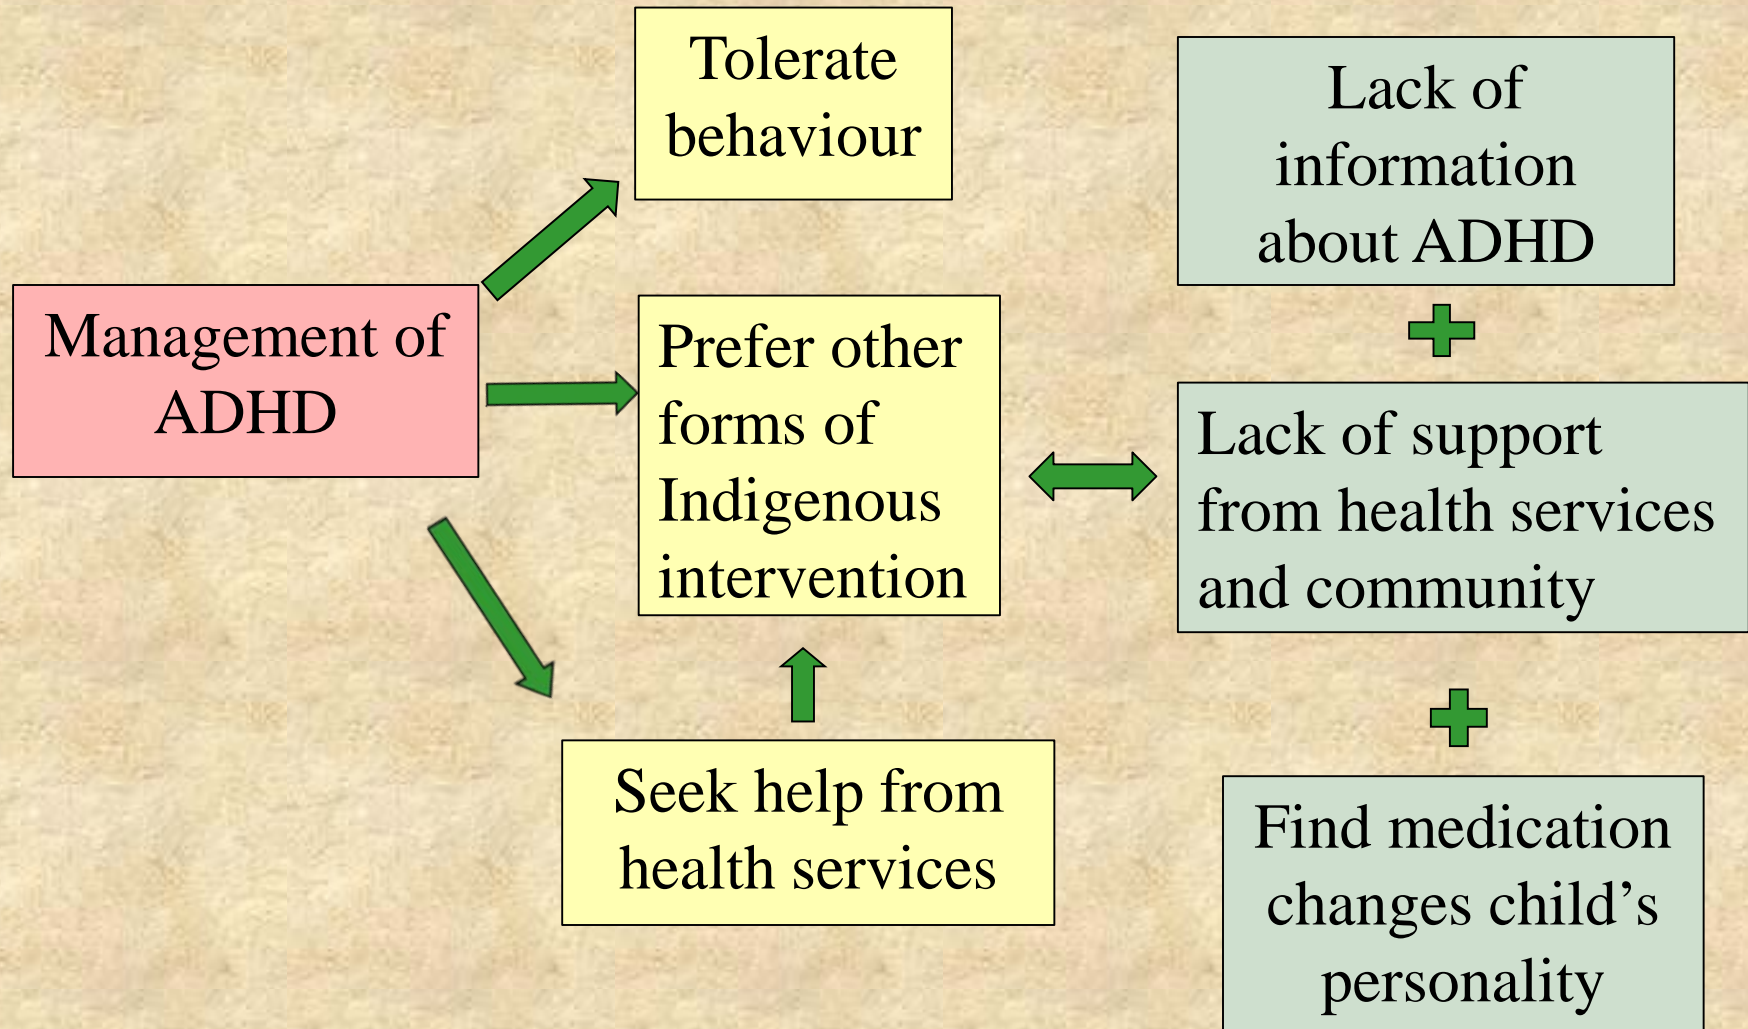 Tolerate
behaviour
Lack of
information
about ADHD
Management of
ADHD
Prefer other
forms of
Indigenous
intervention
Lack of support
from health services
and community
Seek help from
health services
Find medication
changes child’s
personality